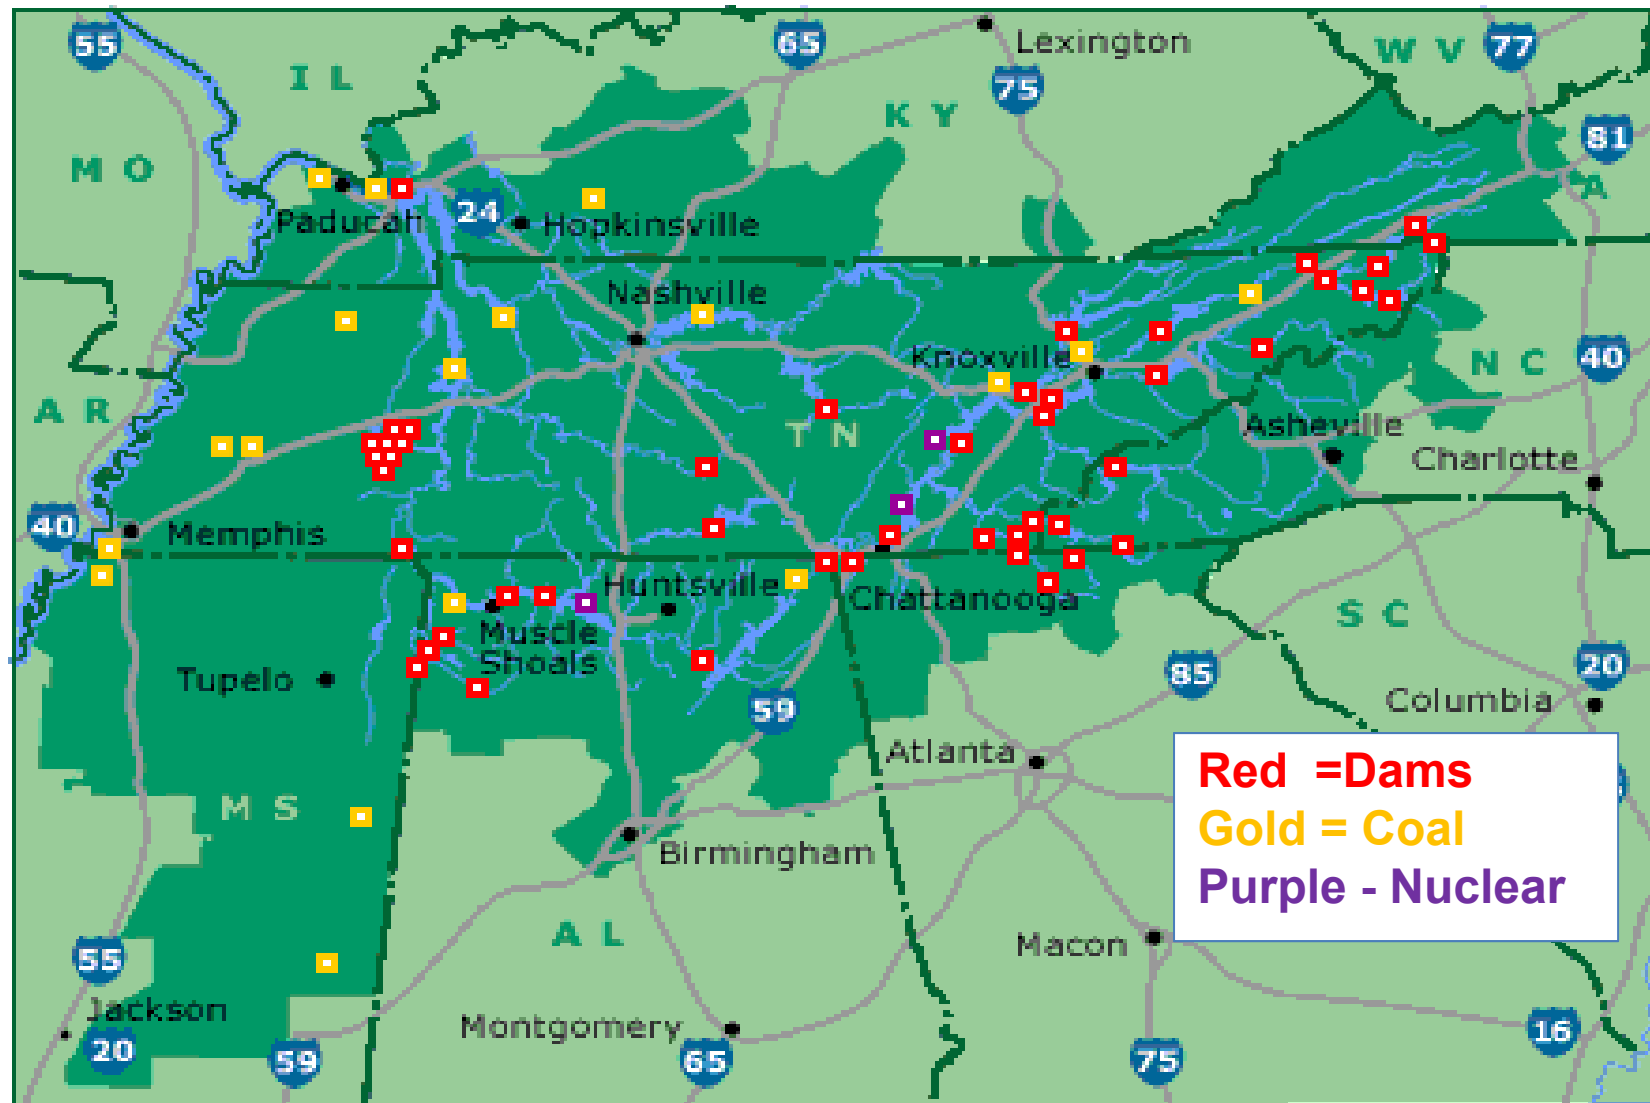 55
65
Lexington
W V
77
I L
75
K Y
81
M O
A
24
Paducah
Hopkinsville
Nashville
Knoxville
N C
40
A R
T N
Asheville
Charlotte
40
Memphis
Huntsville
Chattanooga
S C
Muscle
Shoals
Tupelo
85
20
59
Columbia
Atlanta
Red =Dams
M S
Gold = Coal
Birmingham
Purple - Nuclear
A L
Macon
55
Jackson
Montgomery
16
20
59
65
75